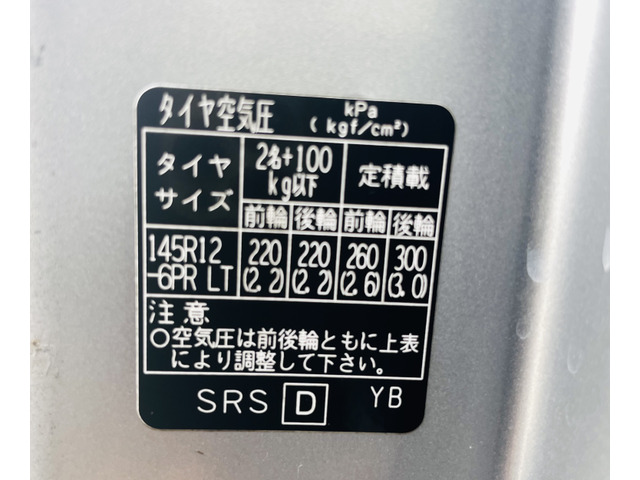 タイヤ空気圧 kPa
(kgf/cm²)
タイヤ
サイズ
2名+100
kg以下
定積載
前輪 後輪 前輪 後輪
145R12 220 220 260 300
-6PR LT (2.2) (2.2) (2.6) (3.0)
注意
○空気圧は前後輪ともに上表
により調整して下さい。
SRS D YB